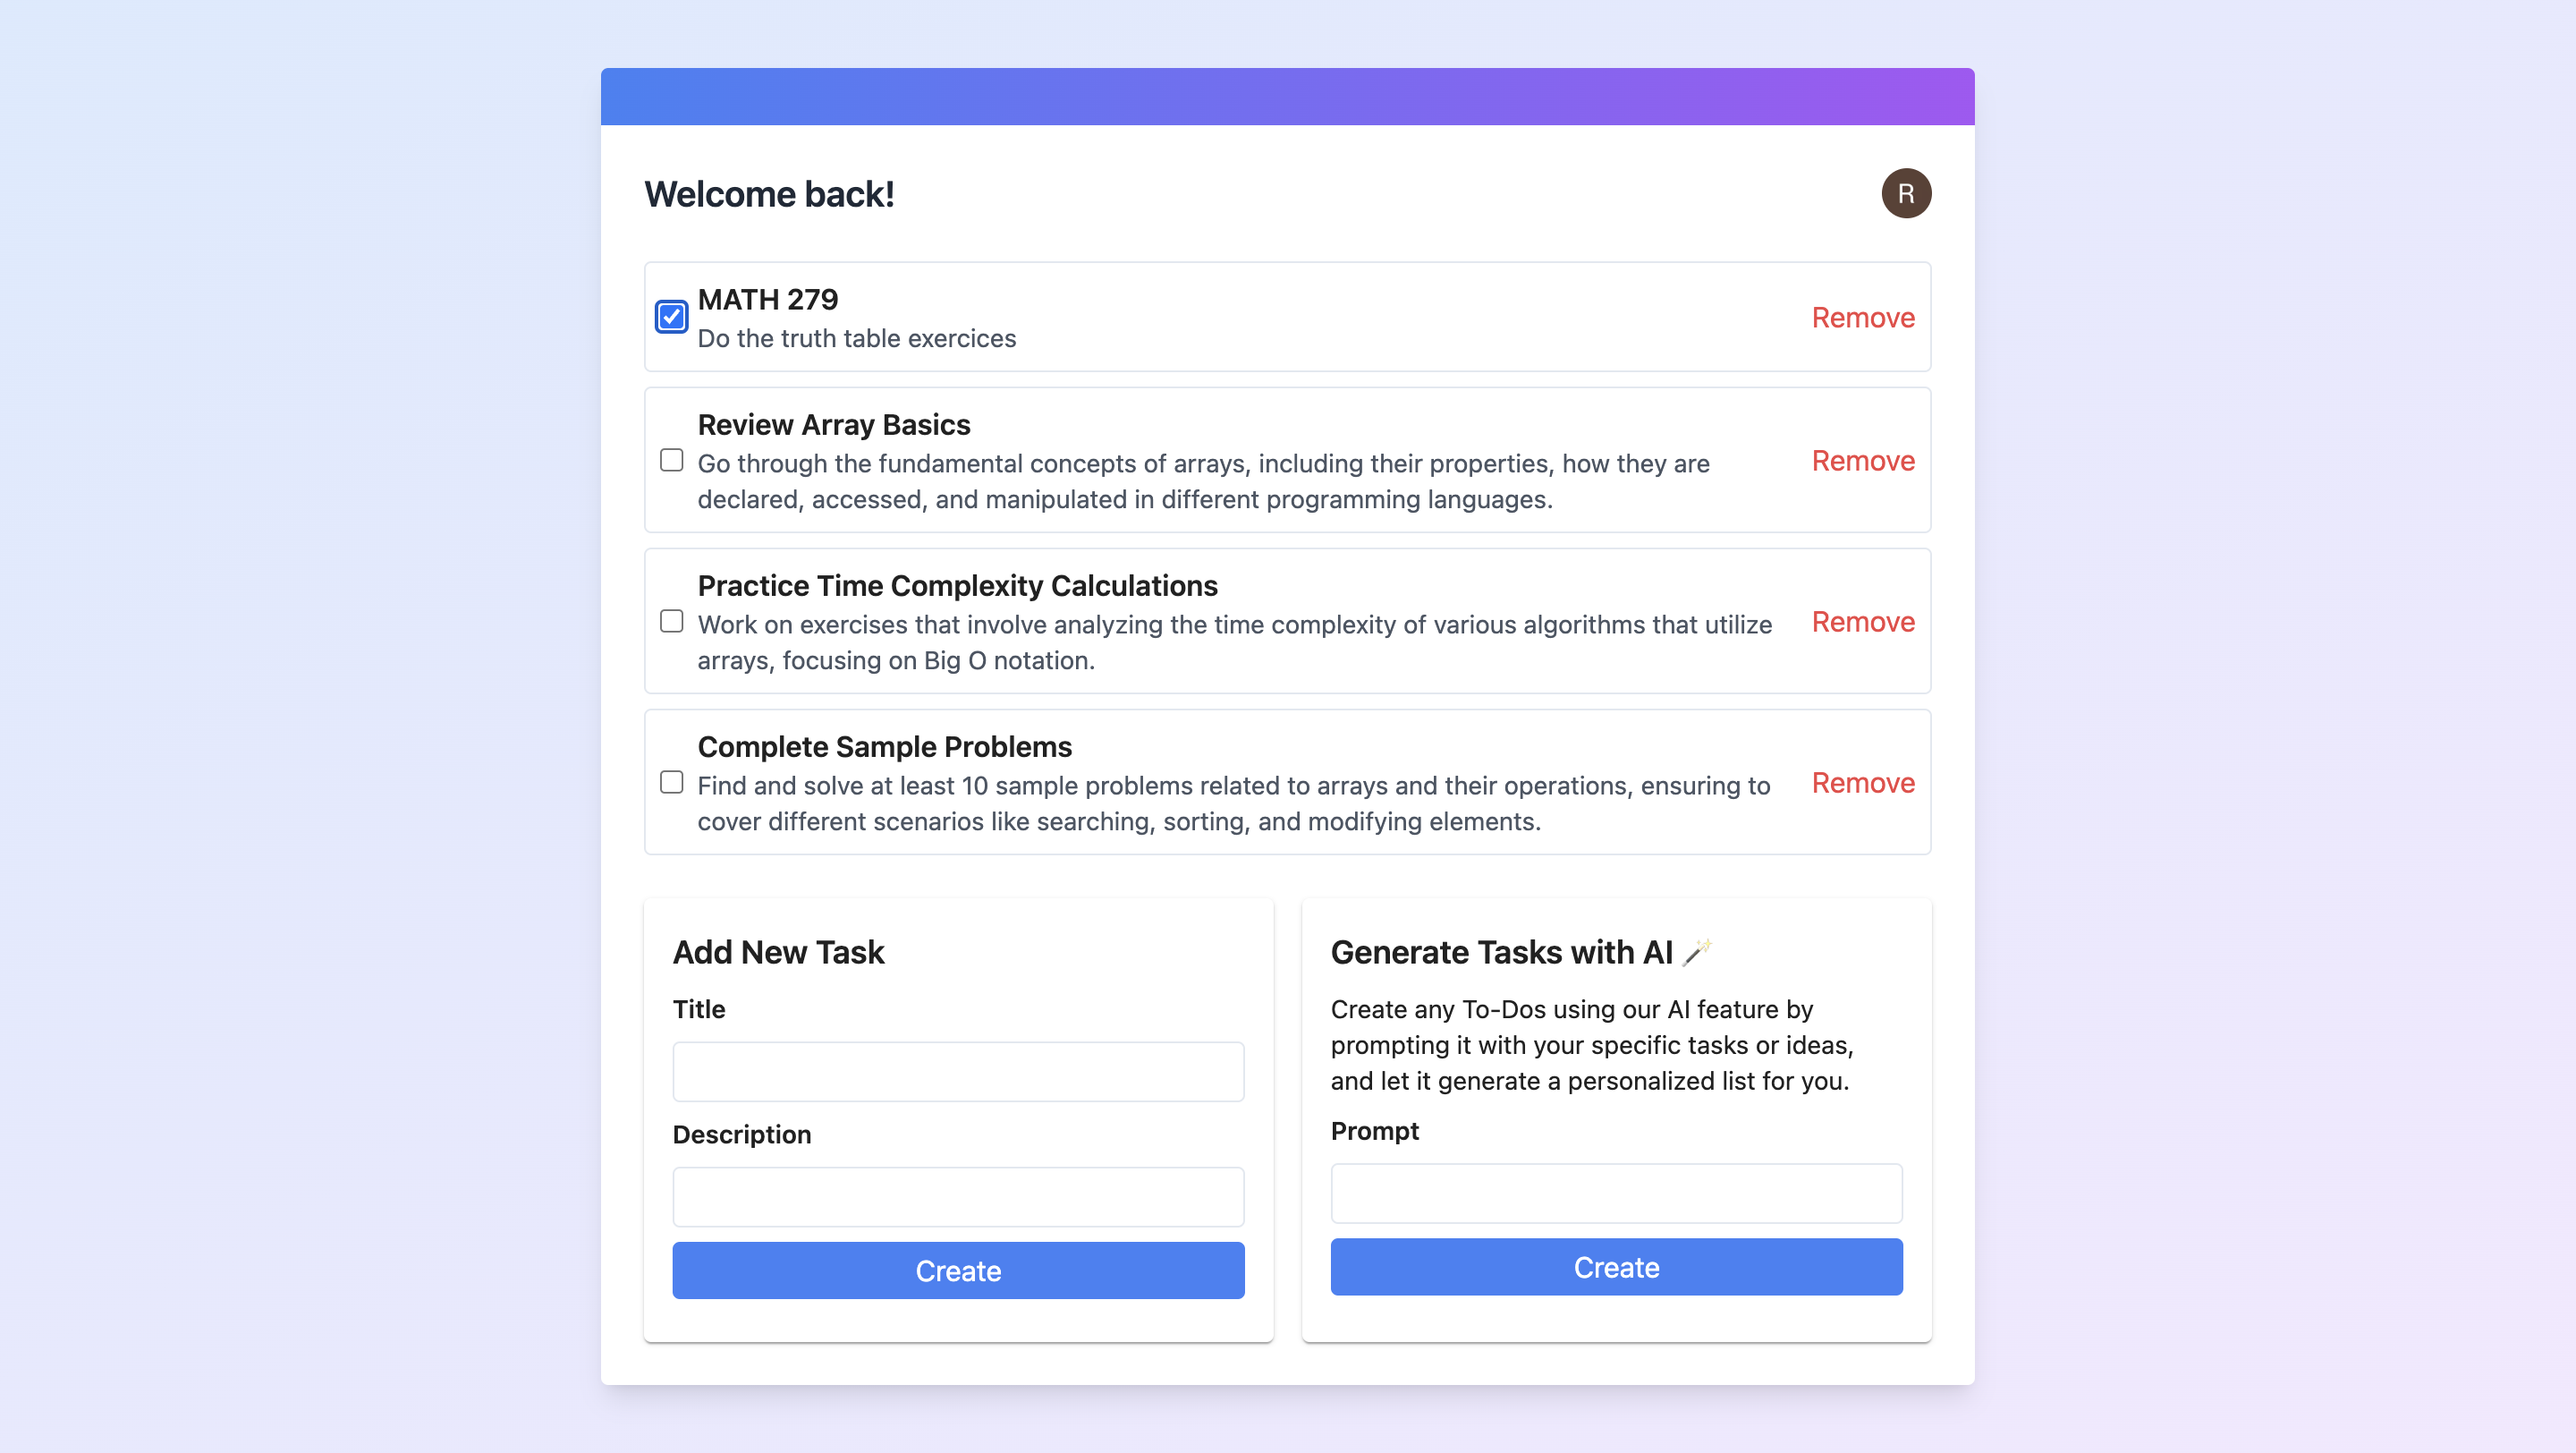 Welcome back!
R
MATH 279
Do the truth table exercices
Remove
Review Array Basics
Go through the fundamental concepts of arrays, including their properties, how they are
declared, accessed, and manipulated in different programming languages.
Remove
Practice Time Complexity Calculations
Work on exercises that involve analyzing the time complexity of various algorithms that utilize
arrays, focusing on Big O notation.
Remove
Complete Sample Problems
Find and solve at least 10 sample problems related to arrays and their operations, ensuring to
cover different scenarios like searching, sorting, and modifying elements.
Remove
Add New Task
Title
Description
Create
Generate Tasks with AI 🪄
Create any To-Dos using our AI feature by
prompting it with your specific tasks or ideas,
and let it generate a personalized list for you.
Prompt
Create